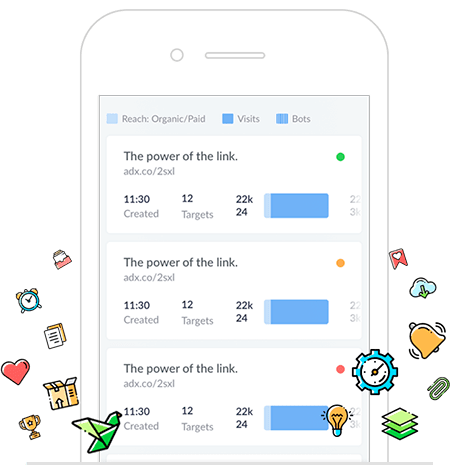 Reach: Organic/Paid Visits Bots
The power of the link.
adx.co/2sxl
11:30 12 22k 22
Created Targets 24 3k
The power of the link.
adx.co/2sxl
11:30 12 22k 22
Created Targets 24 3k
The power of the link.
adx.co/2sxl
11:30 12 22k 22
Created Targets 24